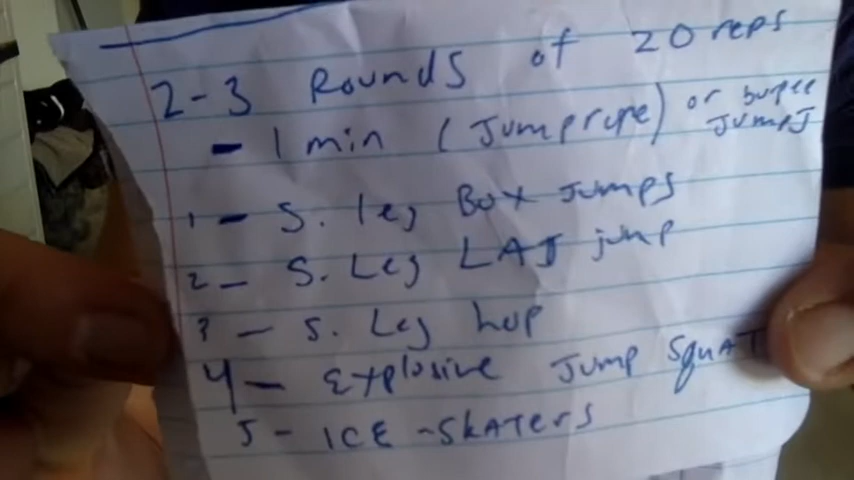 2-3 Rounds of 20 reps
- 1 min (Jumprope) or burpee Jumps
1 - S. leg Box Jumps
2 - S. Leg LAT jump
3 - S. Leg hop
4 - Explosive Jump Squat
5 - ICE-SKATERS